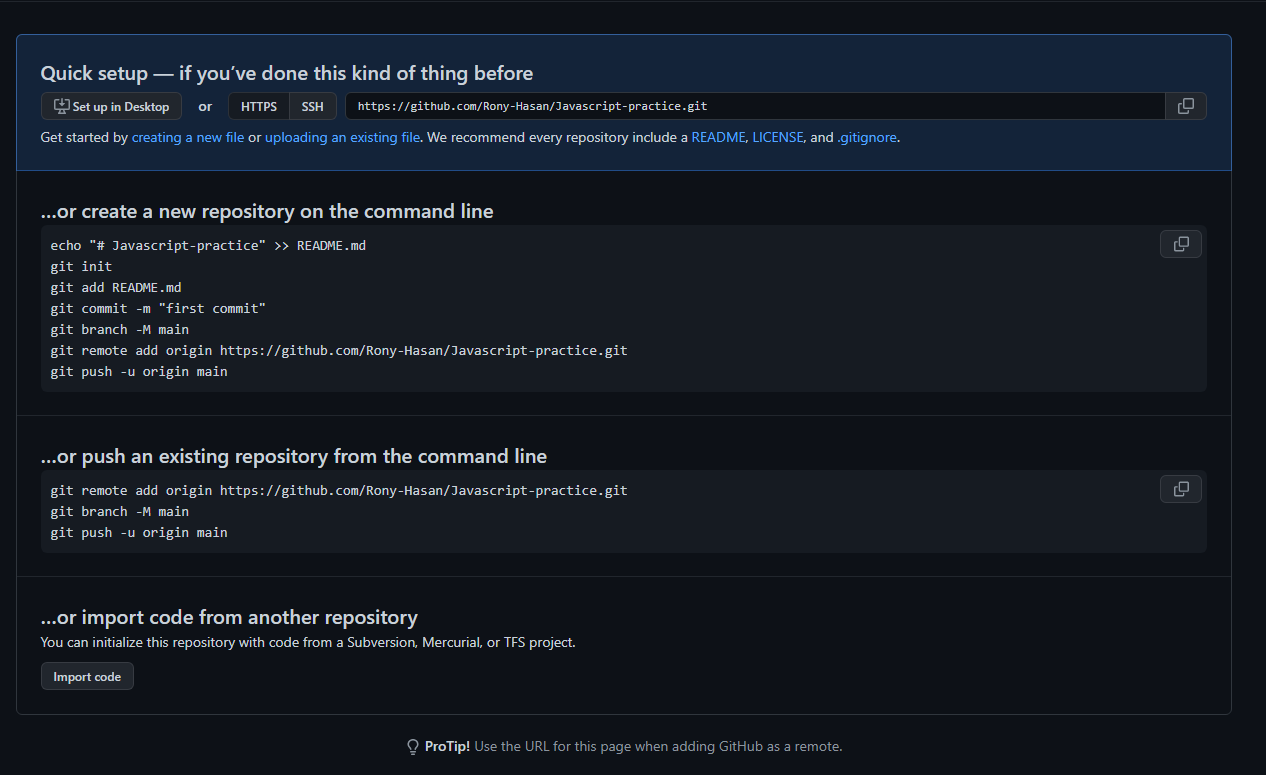 Quick setup — if you’ve done this kind of thing before
Set up in Desktop or HTTPS SSH https://github.com/Rony-Hasan/Javascript-practice.git
Get started by creating a new file or uploading an existing file. We recommend every repository include a README, LICENSE, and .gitignore.
…or create a new repository on the command line
echo "# Javascript-practice" >> README.md
git init
git add README.md
git commit -m "first commit"
git branch -M main
git remote add origin https://github.com/Rony-Hasan/Javascript-practice.git
git push -u origin main
…or push an existing repository from the command line
git remote add origin https://github.com/Rony-Hasan/Javascript-practice.git
git branch -M main
git push -u origin main
…or import code from another repository
You can initialize this repository with code from a Subversion, Mercurial, or TFS project.
Import code
ProTip! Use the URL for this page when adding GitHub as a remote.